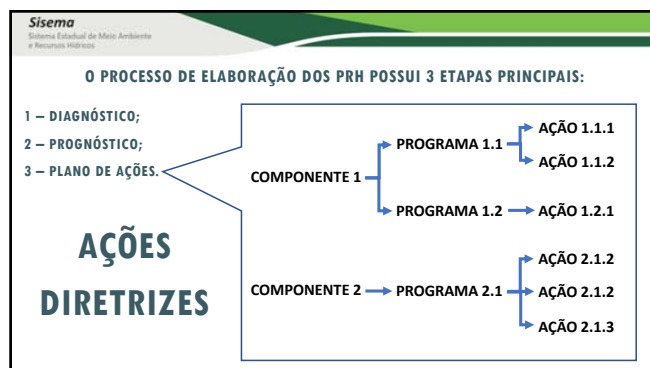 Sisema
Sistema Estadual de Meio Ambiente
e Recursos Hídricos
O PROCESSO DE ELABORAÇÃO DOS PRH POSSUI 3 ETAPAS PRINCIPAIS:
1 – DIAGNÓSTICO;
2 – PROGNÓSTICO;
3 – PLANO DE AÇÕES.
AÇÕES
DIRETRIZES
COMPONENTE 1
PROGRAMA 1.1
AÇÃO 1.1.1
AÇÃO 1.1.2
PROGRAMA 1.2
AÇÃO 1.2.1
COMPONENTE 2
PROGRAMA 2.1
AÇÃO 2.1.2
AÇÃO 2.1.2
AÇÃO 2.1.3